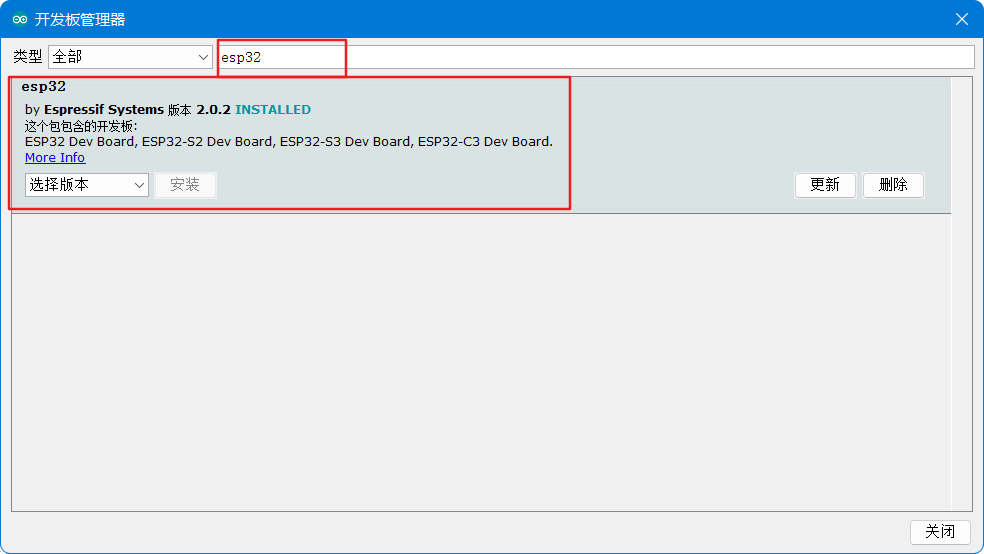 开发板管理器
类型 全部 esp32
esp32
by Espressif Systems 版本 2.0.2 INSTALLED
这个包包含的开发板:
ESP32 Dev Board, ESP32-S2 Dev Board, ESP32-S3 Dev Board, ESP32-C3 Dev Board.
More Info
选择版本 安装 更新 删除
关闭